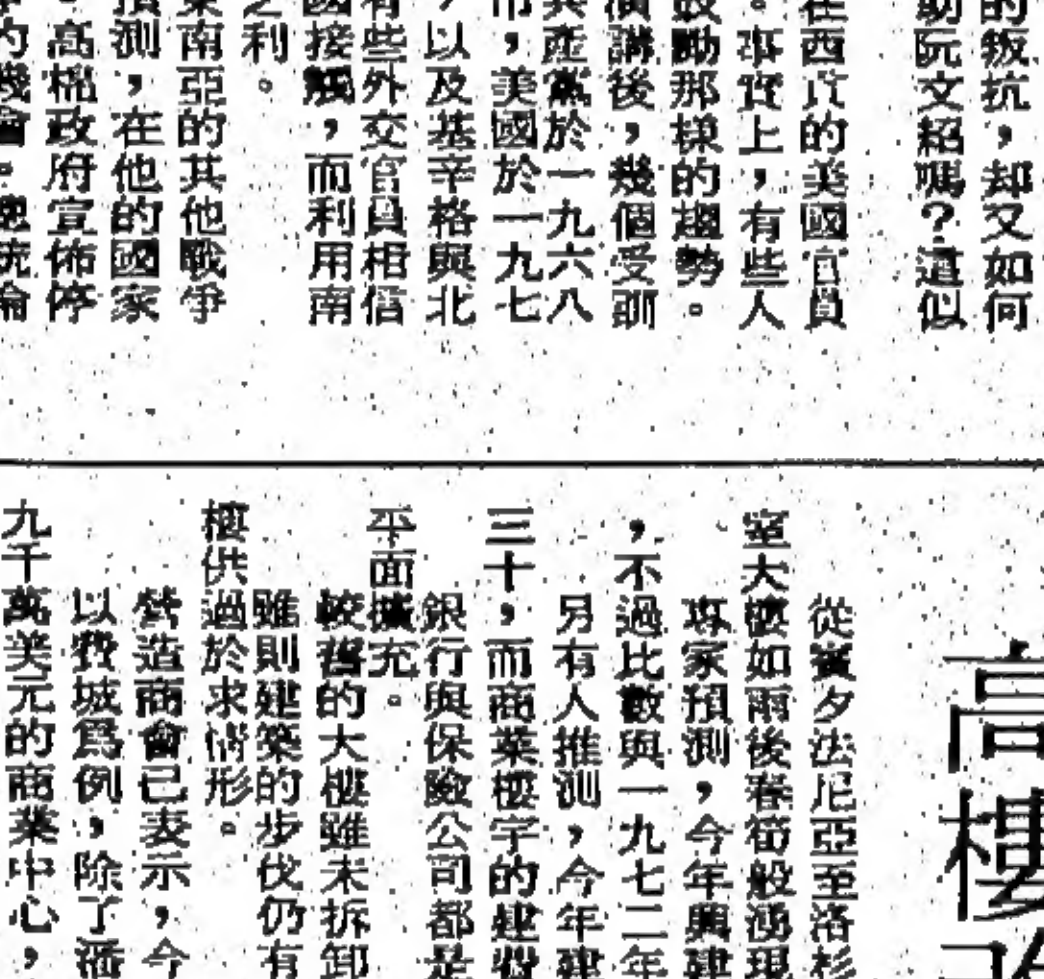 的叛抗，却又如何
助阮文紹嗎？這似
在西貢的美國官員
。事實上，有些人
鼓勵那樣的趨勢。
演講後，幾個受訓
共產黨於一九六八
市，美國於一九七
，以及基辛格與北
有些外交官員相信
國接觸，而利用南
之利。
東南亞的其他戰爭
預測，在他的國家
。高棉政府宣佈停
爭的機會。總統倫
高樓
從賓夕法尼亞至洛杉
室大樓如雨後春筍般湧現
專家預測，今年興建
，不過比數與一九七二年
另有人推測，今年建
三十，而商業樓宇的建費
銀行與保險公司都是
平面擴充。
較舊的大樓雖未拆卸
雖則建築的步伐仍有
樓供過於求情形。
營造商會已表示，今
以費城為例，除了
九千萬美元的商業中心，